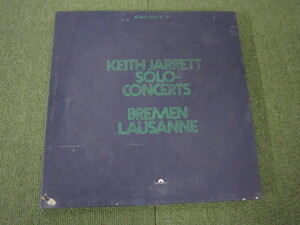 KEITH JARRETT
SOLO-
CONCERTS
BREMEN
LAUSANNE